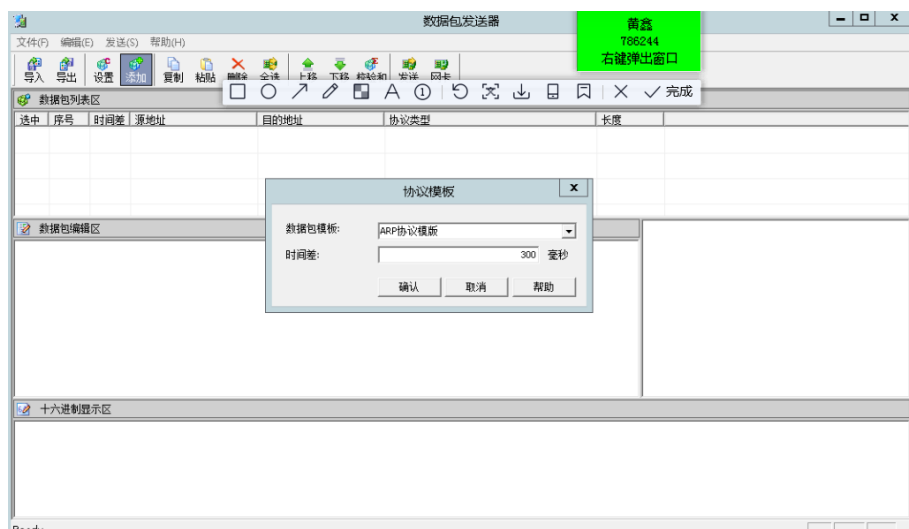 数据包发送器
黄鑫
786244
右键弹出窗口
文件(F) 编辑(E) 发送(S) 帮助(H)
导入 导出 设置 添加 复制 粘贴 删除 全选 上移 下移 校验和 发送 网卡
完成
数据包列表区
选中 序号 时间差 源地址 目的地址 协议类型 长度
协议模板
数据包编辑区
数据包模板: ARP协议模版
时间差: 300 毫秒
确认 取消 帮助
十六进制显示区
Ready